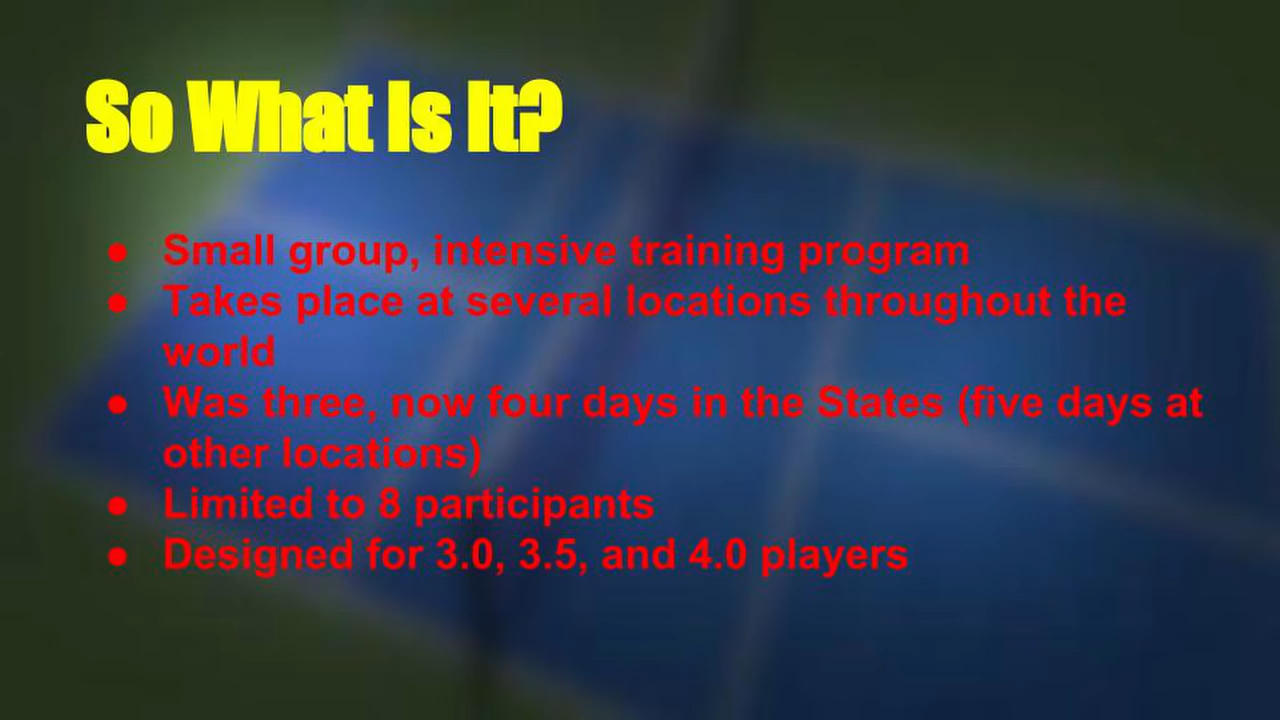 So What Is It?
● Small group, intensive training program
● Takes place at several locations throughout the
world
● Was three, now four days in the States (five days at
other locations)
● Limited to 8 participants
● Designed for 3.0, 3.5, and 4.0 players